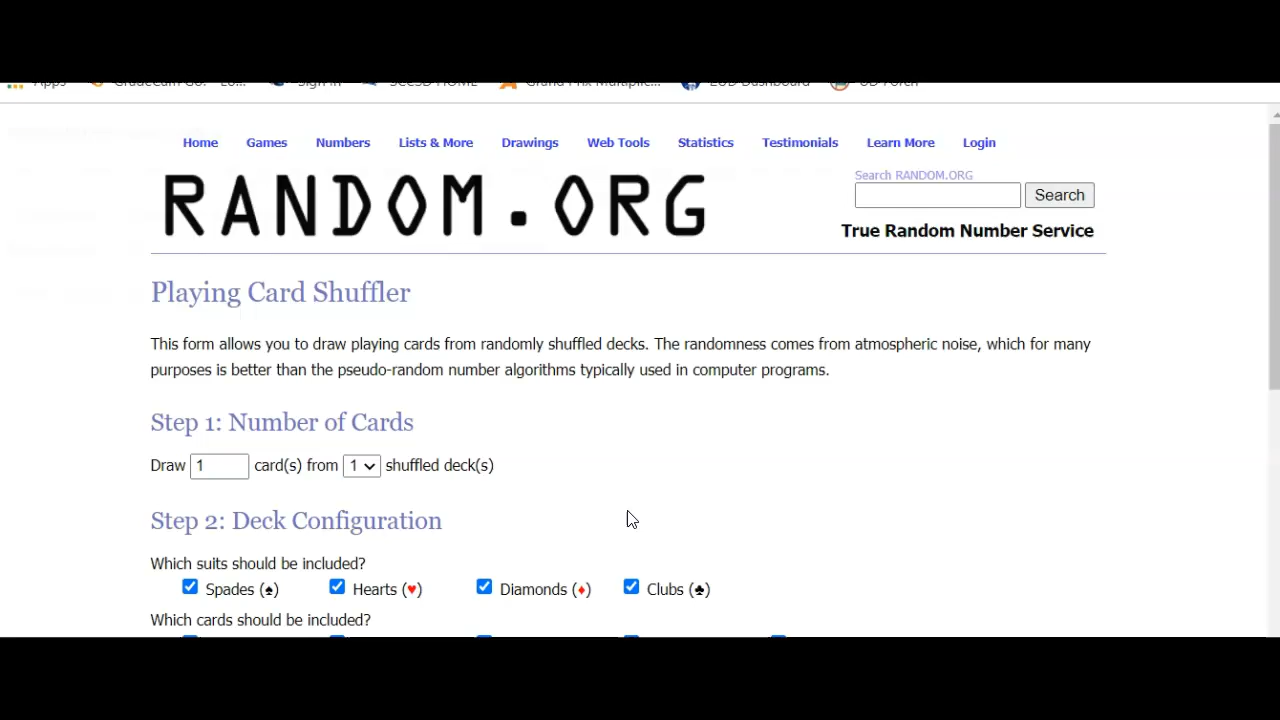 Home Games Numbers Lists & More Drawings Web Tools Statistics Testimonials Learn More Login
RANDOM.ORG
Search RANDOM.ORG
Search
True Random Number Service
Playing Card Shuffler
This form allows you to draw playing cards from randomly shuffled decks. The randomness comes from atmospheric noise, which for many
purposes is better than the pseudo-random number algorithms typically used in computer programs.
Step 1: Number of Cards
Draw 1 card(s) from 1 shuffled deck(s)
Step 2: Deck Configuration
Which suits should be included?
Spades (♠) Hearts (♥) Diamonds (♦) Clubs (♣)
Which cards should be included?